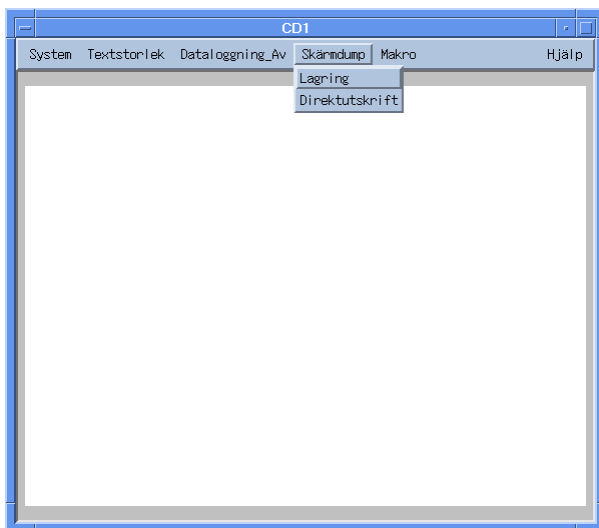 CD1
System Textstorlek Dataloggning_Av Skärmdump Makro Hjälp
Lagring
Direktutskrift